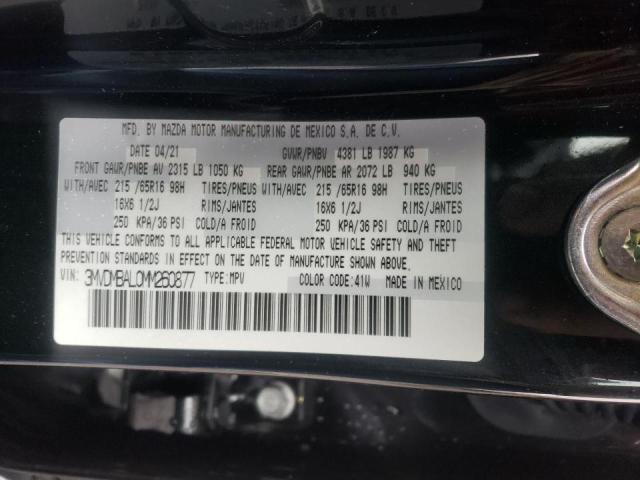 MFD. BY MAZDA MOTOR MANUFACTURING DE MEXICO S.A. DE C.V.
DATE 04/21 GVWR/PNBV 4381 LB 1987 KG
FRONT GAWR/PNBE AV 2315 LB 1050 KG REAR GAWR/PNBE AR 2072 LB 940 KG
WITH/AVEC 215 /65R16 98H TIRES/PNEUS WITH/AVEC 215 /65R16 98H TIRES/PNEUS
16X6 1/2J RIMS/JANTES 16X6 1/2J RIMS/JANTES
250 KPA/36 PSI COLD/A FROID 250 KPA/36 PSI COLD/A FROID
THIS VEHICLE CONFORMS TO ALL APPLICABLE FEDERAL MOTOR VEHICLE SAFETY AND THEFT
PREVENTION STANDARDS IN EFFECT ON THE DATE OF MANUFACTURE SHOWN ABOVE.
VIN: 3MVDMBAL0MM250877 TYPE: MPV COLOR CODE: 41W MADE IN MEXICO